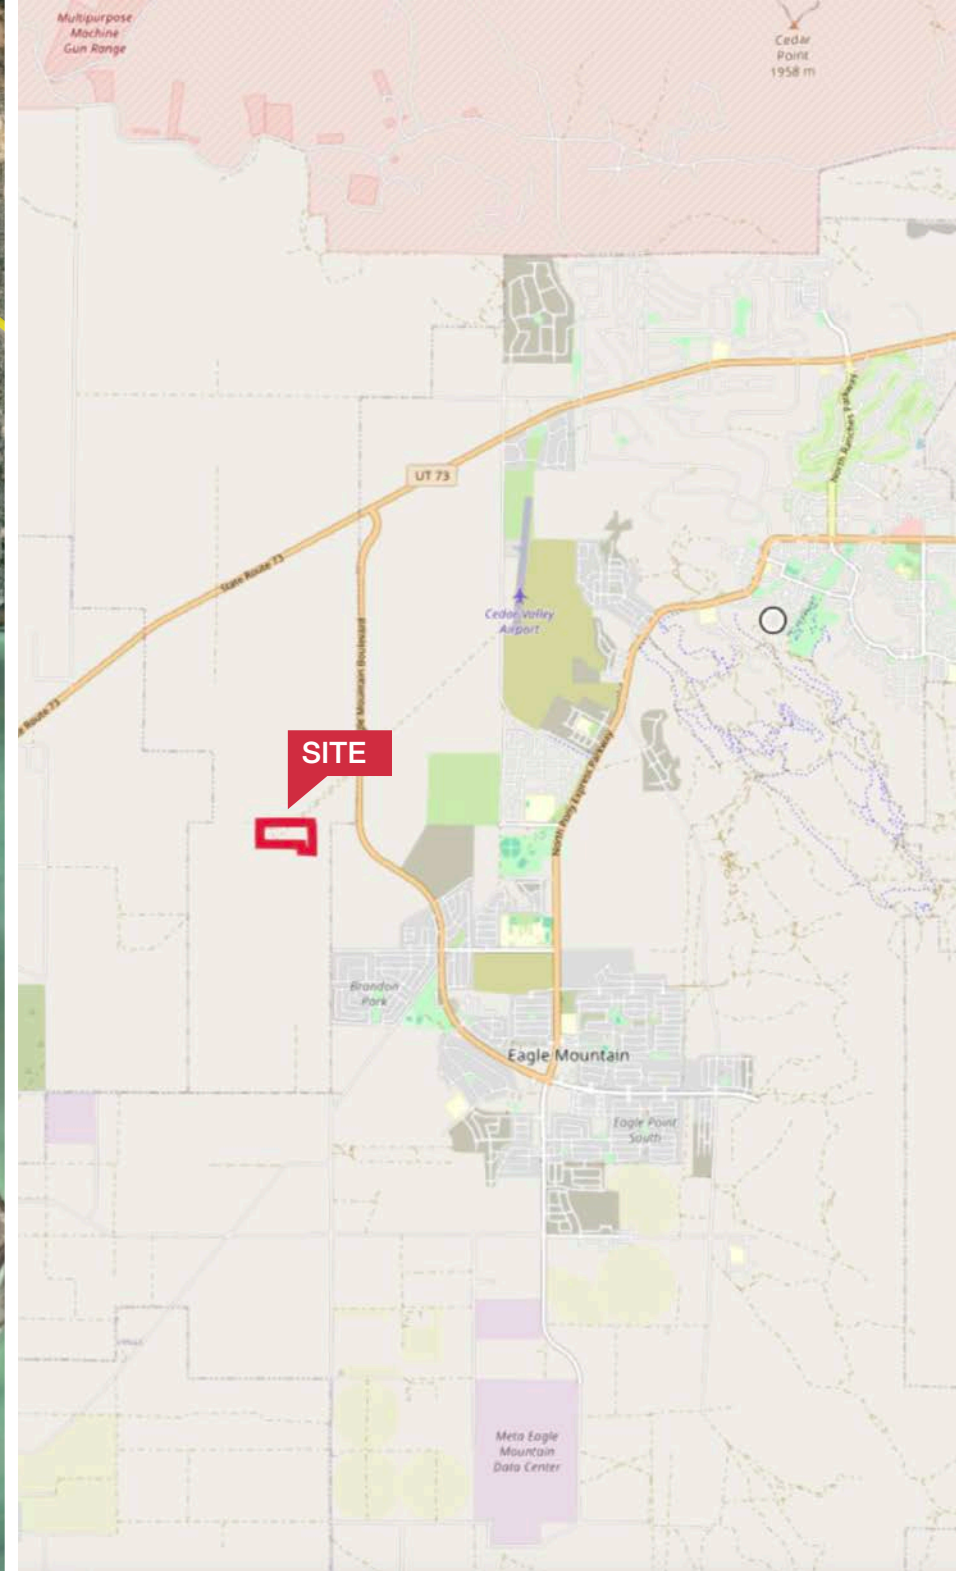 Multipurpose
Machine
Gun Range
Cedar
Point
1958 m
North Ranches Parkway
UT 73
State Route 73
Cedar Valley
Airport
le Mountain Boulevard
e Route 73
SITE
North Pony Express Parkway
Brandon
Park
Eagle Mountain
Eagle Point
South
Meta Eagle
Mountain
Data Center